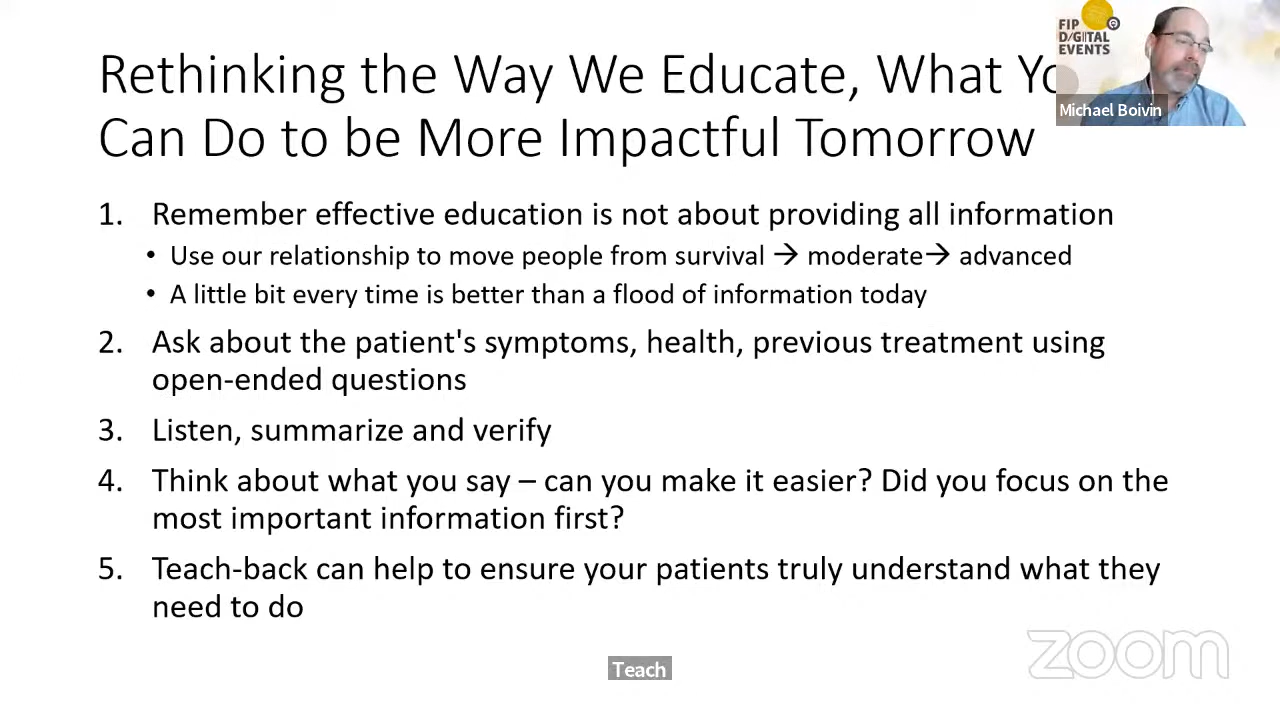 Rethinking the Way We Educate, What Yo
Can Do to be More Impactful Tomorrow
FIP
DIGITAL
EVENTS
Michael Boivin
1. Remember effective education is not about providing all information
• Use our relationship to move people from survival → moderate→ advanced
• A little bit every time is better than a flood of information today
2. Ask about the patient's symptoms, health, previous treatment using
open-ended questions
3. Listen, summarize and verify
4. Think about what you say – can you make it easier? Did you focus on the
most important information first?
5. Teach-back can help to ensure your patients truly understand what they
need to do
Teach
zoom